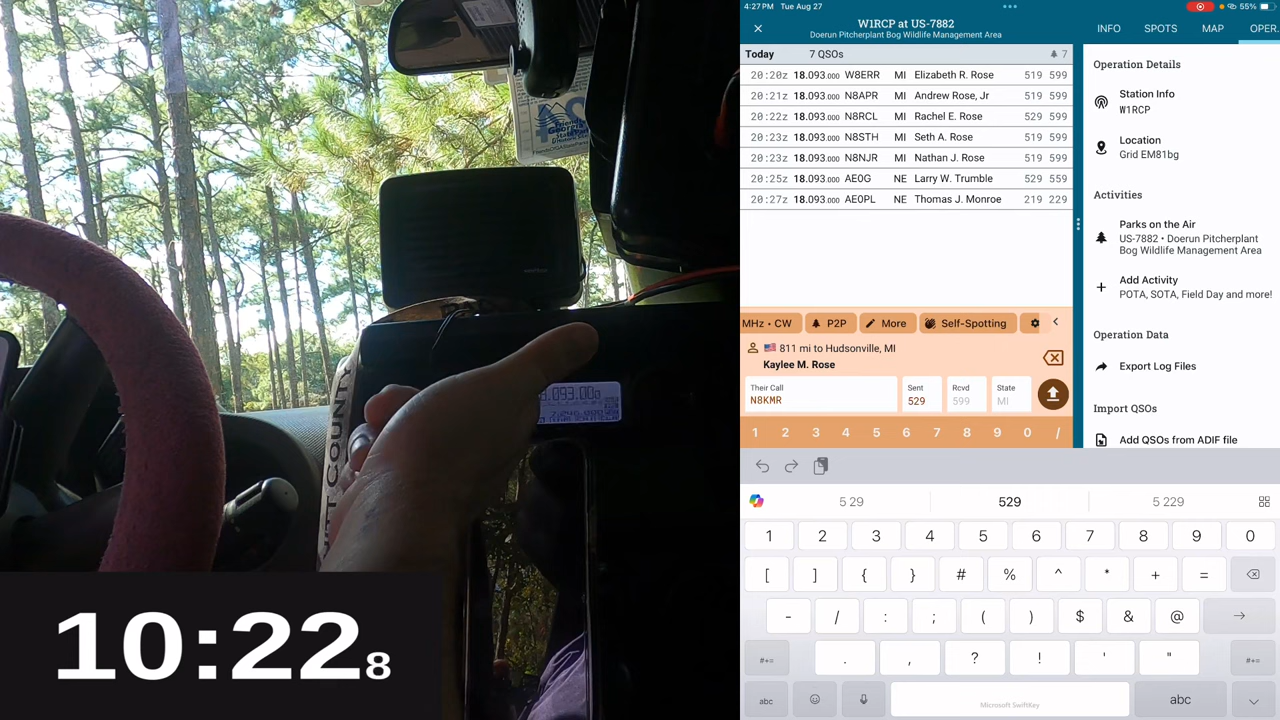 4:27 PM Tue Aug 27
55%
W1RCP at US-7882
Doerun Pitcherplant Bog Wildlife Management Area
INFO SPOTS MAP OPER.
Today 7 QSOs 7
20:20z 18.093.000 W8ERR MI Elizabeth R. Rose 519 599
20:21z 18.093.000 N8APR MI Andrew Rose, Jr 519 599
20:22z 18.093.000 N8RCL MI Rachel E. Rose 529 599
20:23z 18.093.000 N8STH MI Seth A. Rose 519 599
20:23z 18.093.000 N8NJR MI Nathan J. Rose 519 599
20:25z 18.093.000 AE0G NE Larry W. Trumble 529 559
20:27z 18.093.000 AE0PL NE Thomas J. Monroe 219 229
MHz • CW P2P More Self-Spotting
811 mi to Hudsonville, MI
Kaylee M. Rose
Their Call
N8KMR
Sent
529
Rcvd
599
State
MI
1 2 3 4 5 6 7 8 9 0 /
Operation Details
Station Info
W1RCP
Location
Grid EM81bg
Activities
Parks on the Air
US-7882 • Doerun Pitcherplant
Bog Wildlife Management Area
Add Activity
POTA, SOTA, Field Day and more!
Operation Data
Export Log Files
Import QSOs
Add QSOs from ADIF file
5 29 529 5 229
1 2 3 4 5 6 7 8 9 0
[ ] { } # % ^ * + =
- / : ; ( ) $ & @
#+= . , ? ! ' " #+=
abc Microsoft SwiftKey abc
Friends
Georgia
10:22 8